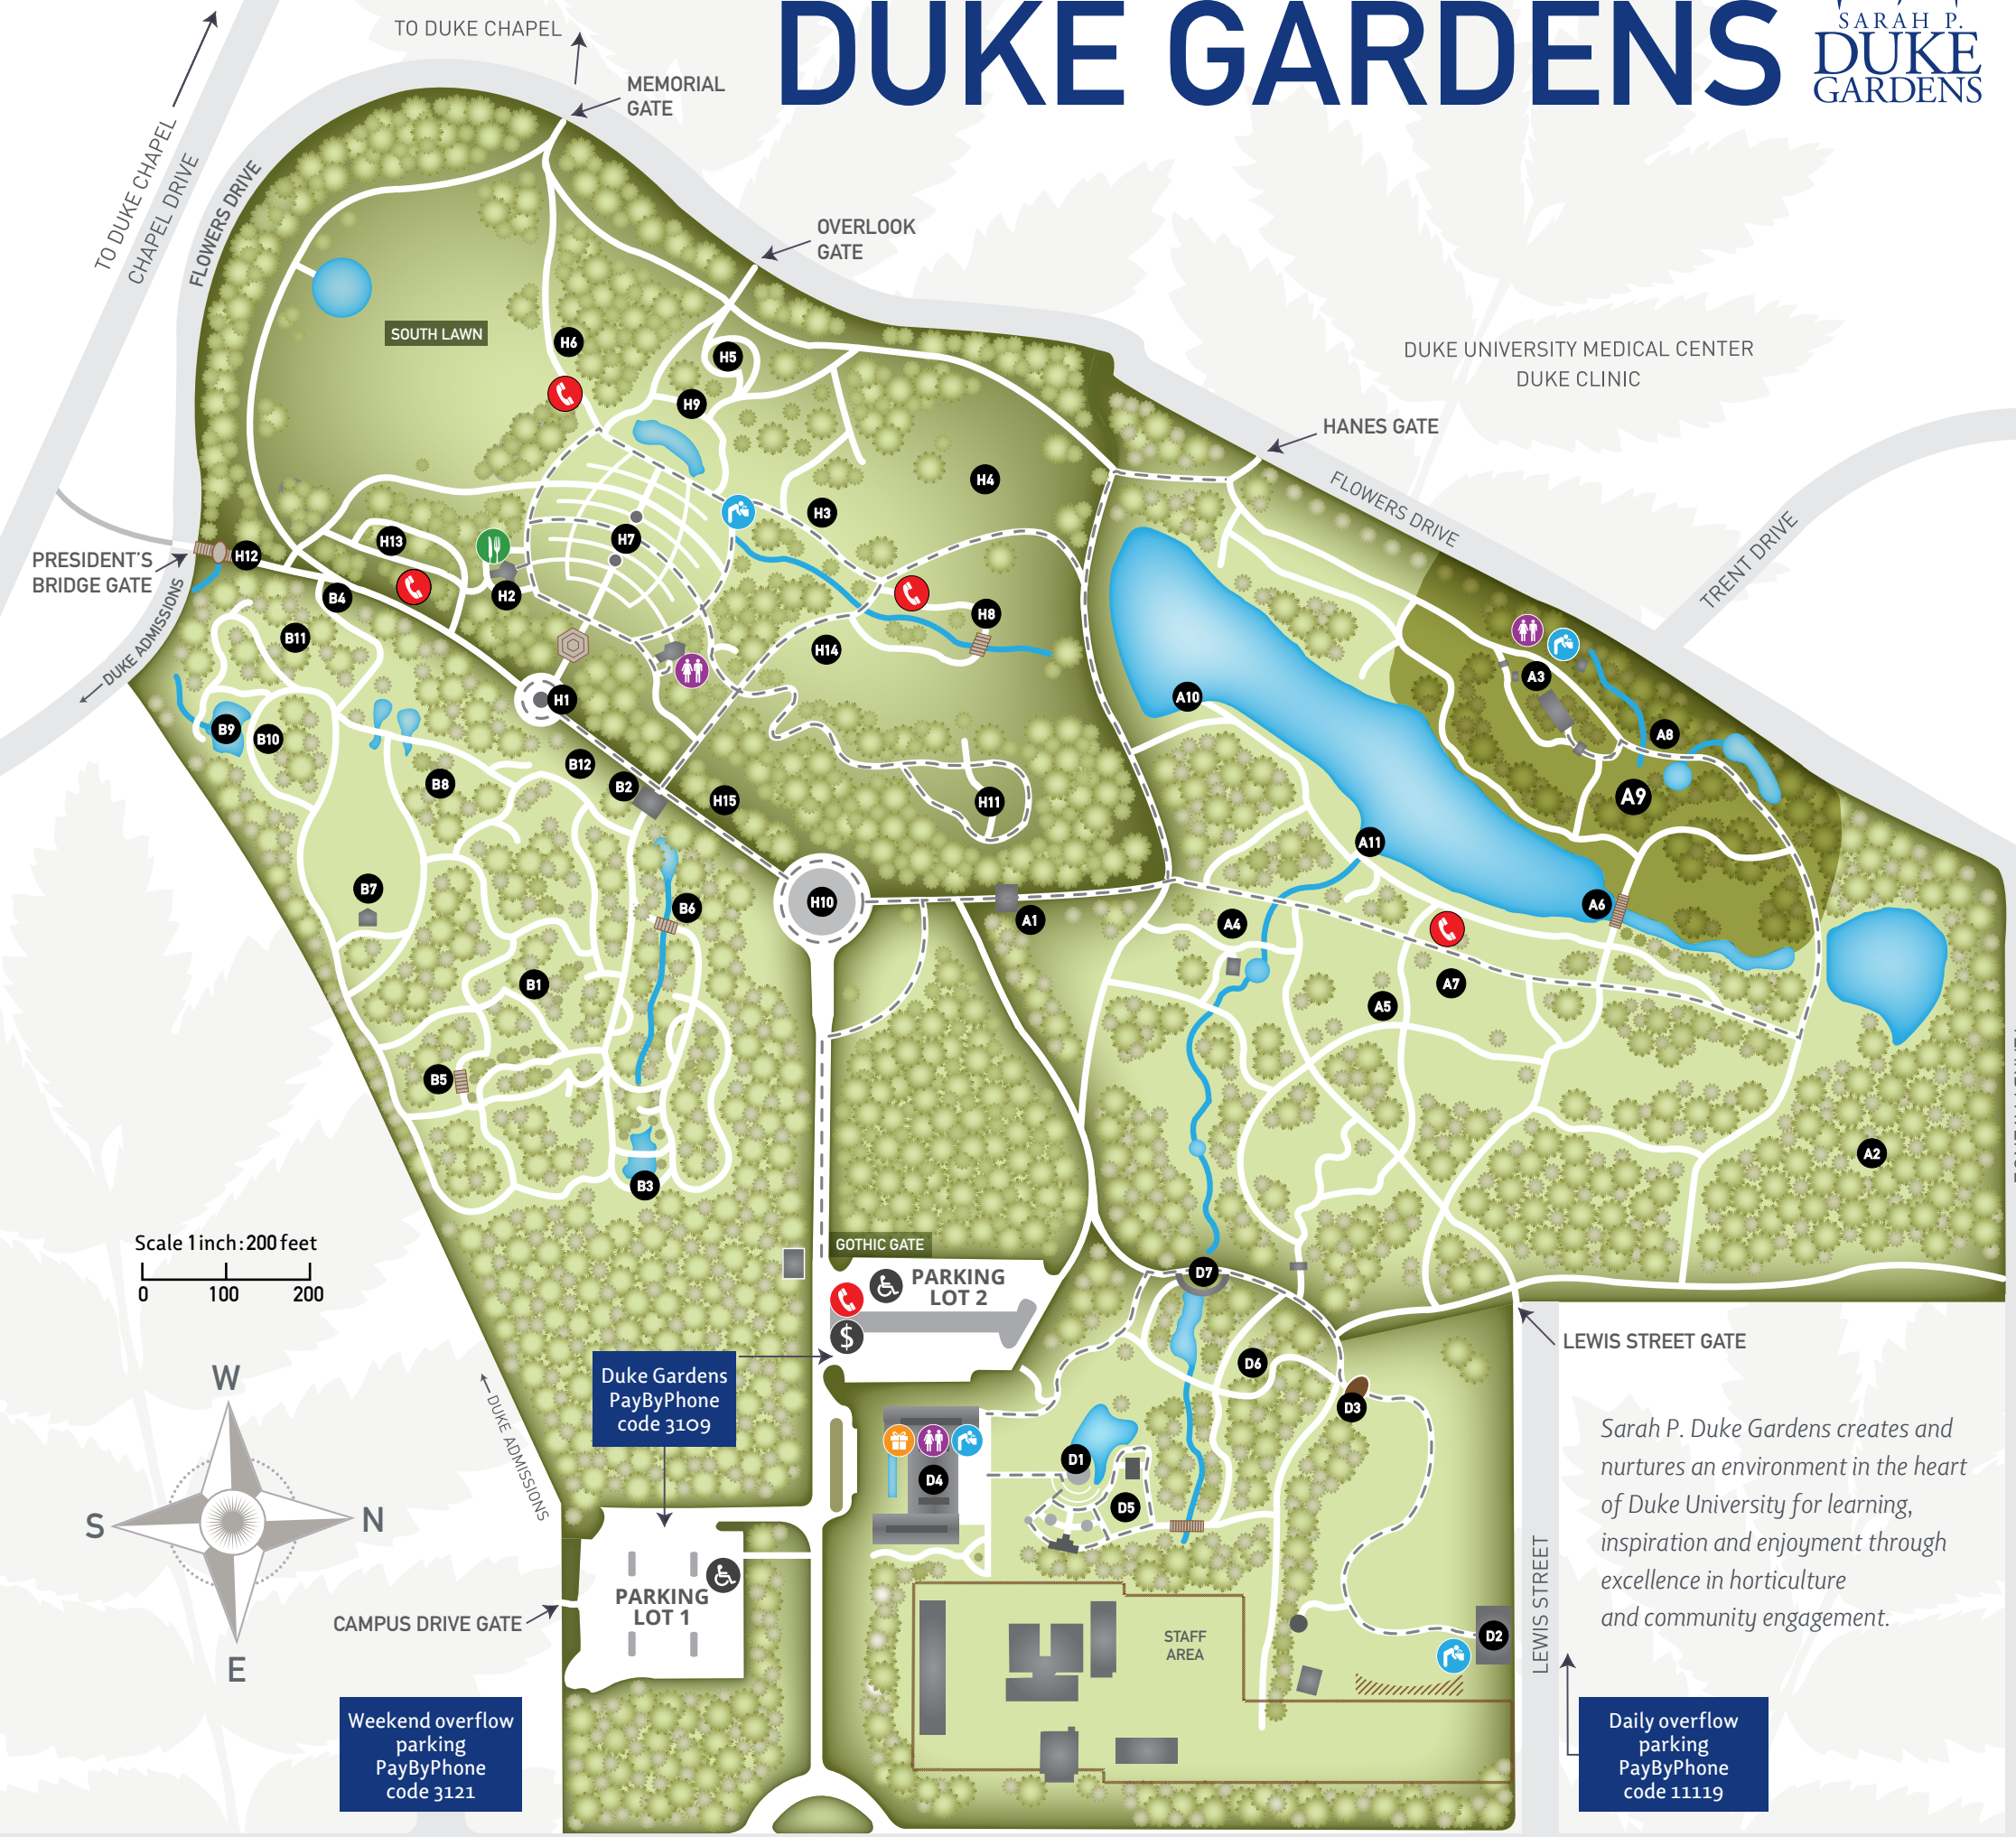 DUKE GARDENS
SARAH P.
DUKE
GARDENS
TO DUKE CHAPEL
MEMORIAL
GATE
TO DUKE CHAPEL
CHAPEL DRIVE
FLOWERS DRIVE
OVERLOOK
GATE
SOUTH LAWN
H6
H5
H9
DUKE UNIVERSITY MEDICAL CENTER
DUKE CLINIC
HANES GATE
FLOWERS DRIVE
TRENT DRIVE
H4
H3
H7
H13
H12
PRESIDENT'S
BRIDGE GATE
DUKE ADMISSIONS
B4
H2
H8
B11
H14
A3
H1
A10
B9
B10
A8
B12
B8
B2
H15
H11
A9
A11
B7
H10
B6
A1
A4
A6
B1
A7
A5
B5
A2
B3
Scale 1 inch: 200 feet
0
100
200
GOTHIC GATE
PARKING
LOT 2
$
D7
LEWIS STREET GATE
Duke Gardens
PayByPhone
code 3109
D6
D3
W
S
N
E
DUKE ADMISSIONS
D4
D1
D5
Sarah P. Duke Gardens creates and
nurtures an environment in the heart
of Duke University for learning,
inspiration and enjoyment through
excellence in horticulture
and community engagement.
PARKING
LOT 1
CAMPUS DRIVE GATE
STAFF
AREA
D2
LEWIS STREET
Weekend overflow
parking
PayByPhone
code 3121
Daily overflow
parking
PayByPhone
code 11119